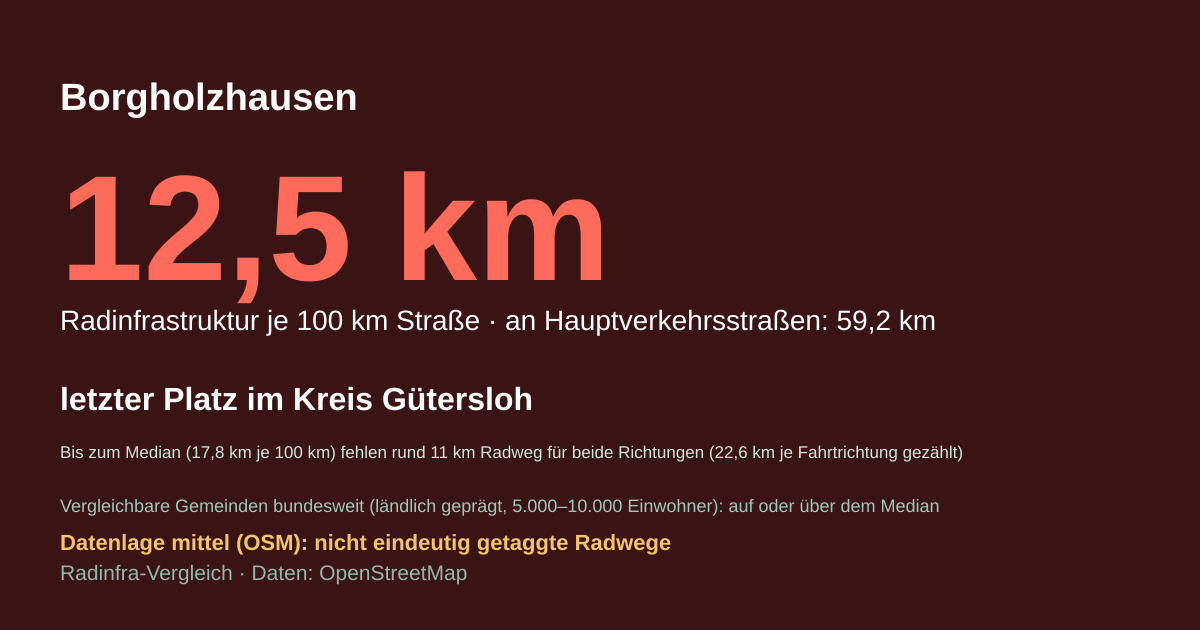 Borgholzhausen
12,5 km
Radinfrastruktur je 100 km Straße · an Hauptverkehrsstraßen: 59,2 km
letzter Platz im Kreis Gütersloh
Bis zum Median (17,8 km je 100 km) fehlen rund 11 km Radweg für beide Richtungen (22,6 km je Fahrtrichtung gezählt)
Vergleichbare Gemeinden bundesweit (ländlich geprägt, 5.000–10.000 Einwohner): auf oder über dem Median
Datenlage mittel (OSM): nicht eindeutig getaggte Radwege
Radinfra-Vergleich · Daten: OpenStreetMap